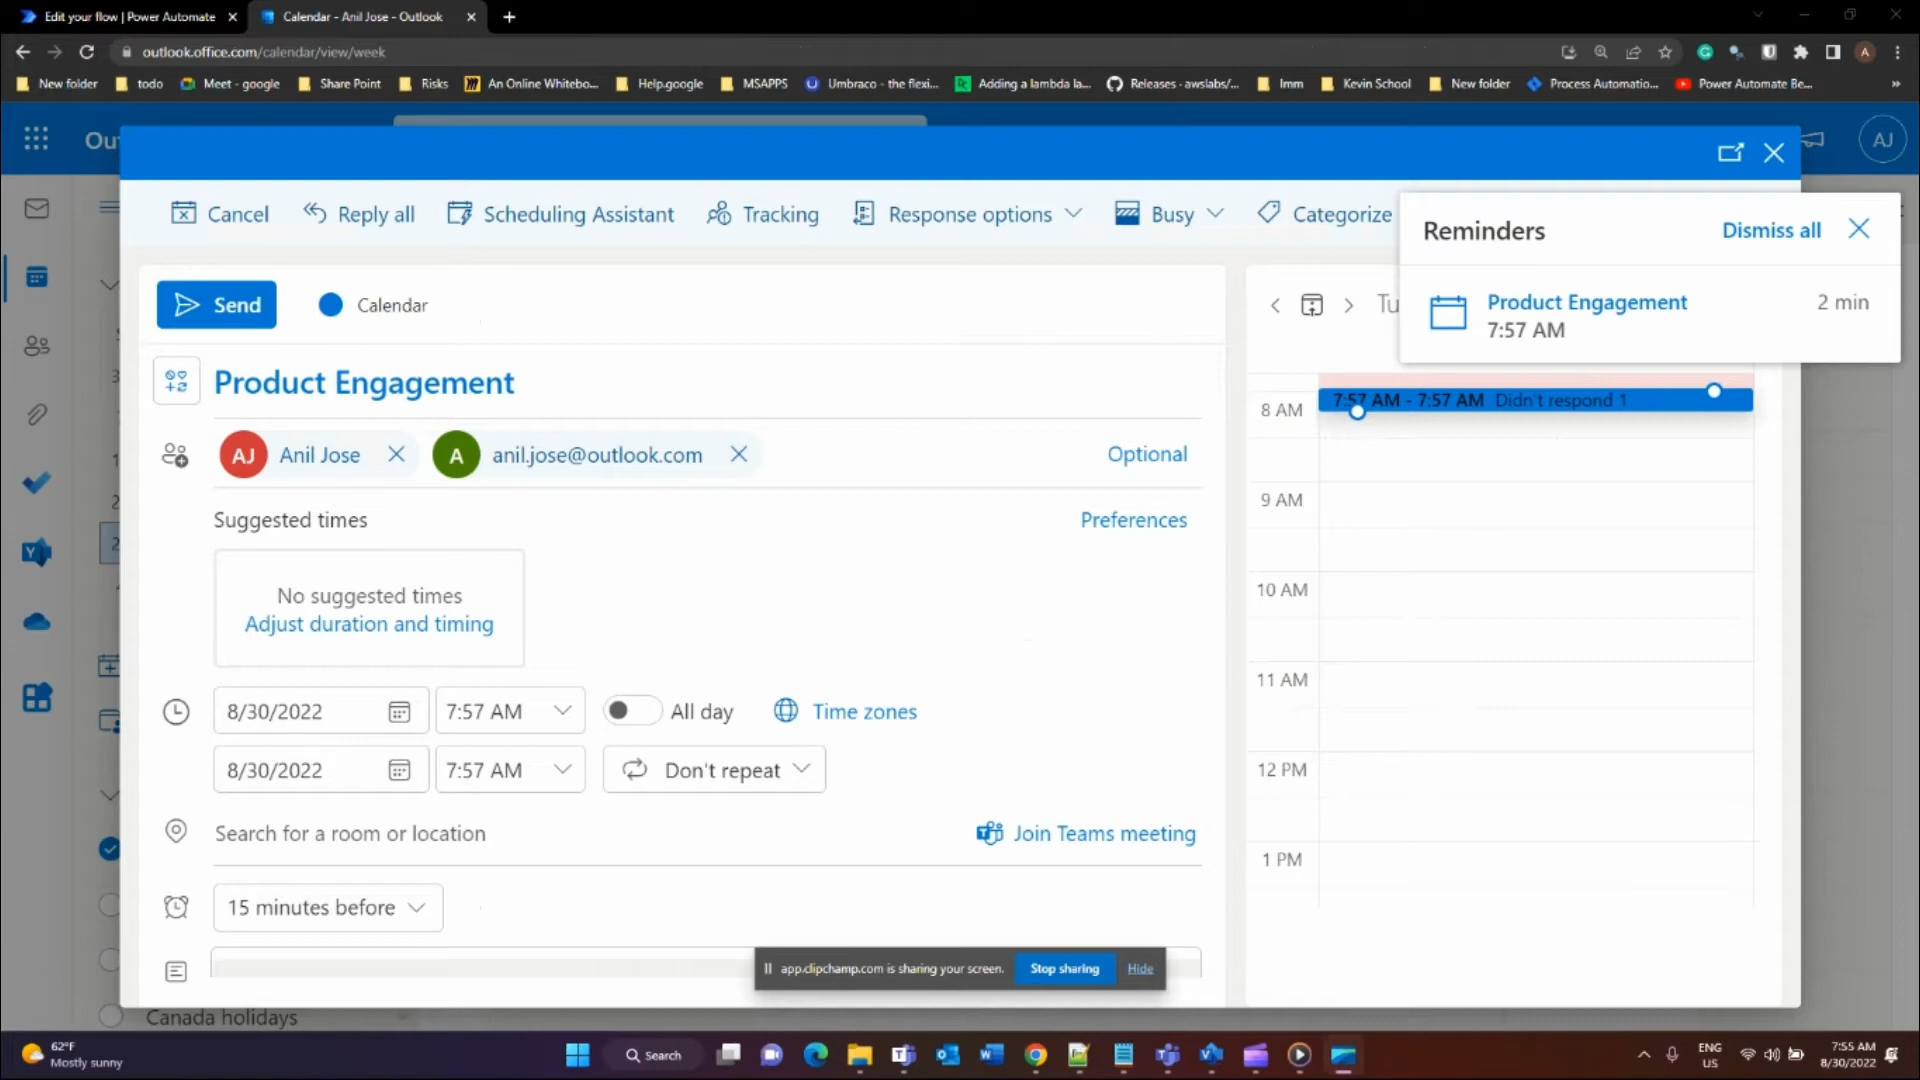 Edit your flow | Power Automate
Calendar - Anil Jose - Outlook
outlook.office.com/calendar/view/week
New folder
todo
Meet - google
Share Point
Risks
An Online Whitebo...
Help.google
MSAPPS
Umbraco - the flexi...
Adding a lambda la...
Releases - awslabs/...
Imm
Kevin School
New folder
Process Automatio...
Power Automate Be...
»
Ou
AJ
Cancel
Reply all
Scheduling Assistant
Tracking
Response options
Busy
Categorize
Reminders
Dismiss all
Product Engagement
2 min
7:57 AM
Send
Calendar
Tu
Product Engagement
8 AM
7:57 AM - 7:57 AM Didn't respond 1
AJ
Anil Jose
A
anil.jose@outlook.com
Optional
9 AM
Suggested times
Preferences
No suggested times
Adjust duration and timing
10 AM
11 AM
8/30/2022
7:57 AM
All day
Time zones
8/30/2022
7:57 AM
Don't repeat
12 PM
Search for a room or location
Join Teams meeting
1 PM
15 minutes before
app.clipchamp.com is sharing your screen.
Stop sharing
Hide
Canada holidays
62°F
Mostly sunny
Search
ENG
US
7:55 AM
8/30/2022